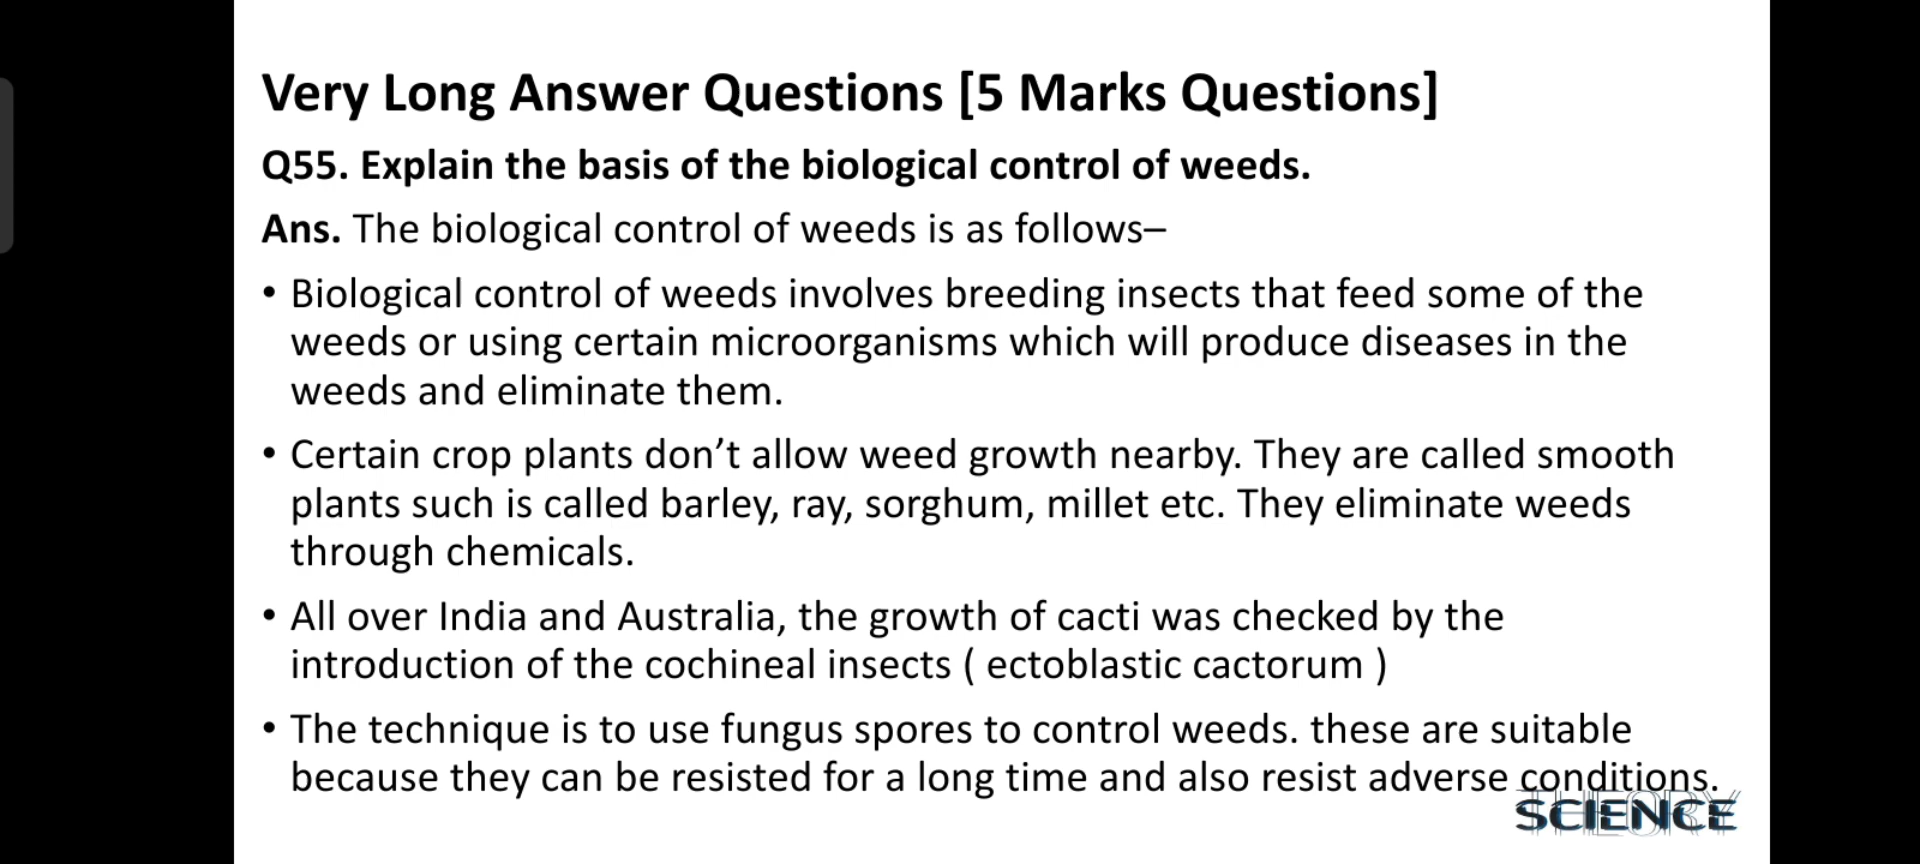 Very Long Answer Questions [5 Marks Questions]
Q55. Explain the basis of the biological control of weeds.
Ans. The biological control of weeds is as follows–
• Biological control of weeds involves breeding insects that feed some of the
weeds or using certain microorganisms which will produce diseases in the
weeds and eliminate them.
• Certain crop plants don’t allow weed growth nearby. They are called smooth
plants such is called barley, ray, sorghum, millet etc. They eliminate weeds
through chemicals.
• All over India and Australia, the growth of cacti was checked by the
introduction of the cochineal insects ( ectoblastic cactorum )
• The technique is to use fungus spores to control weeds. these are suitable
because they can be resisted for a long time and also resist adverse conditions.
THEORY
SCIENCE